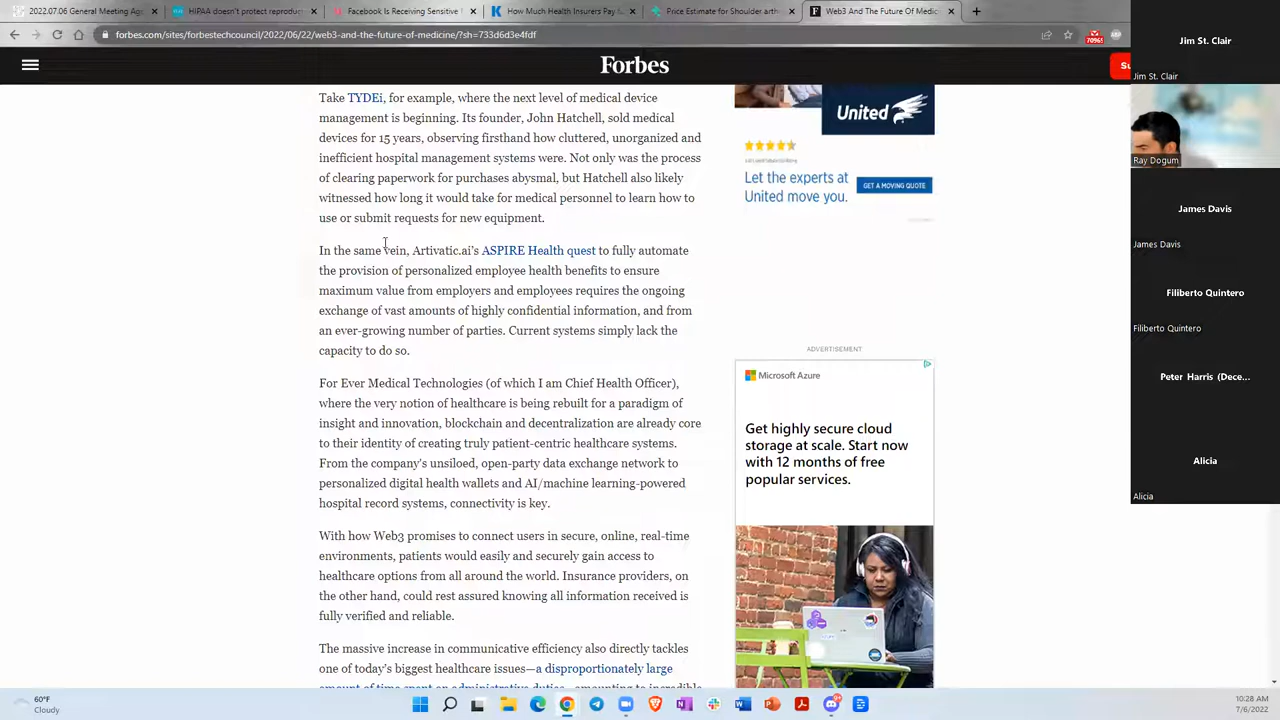 2022.07.06 General Meeting Age
HIPAA doesn't protect reproduc
Facebook Is Receiving Sensitive
How Much Health Insurers Pay f
Price Estimate for Shoulder arth
Web3 And The Future Of Medic
forbes.com/sites/forbestechcouncil/2022/06/22/web3-and-the-future-of-medicine/?sh=733d6d3e4fdf
Forbes
Su
Take TYDEi, for example, where the next level of medical device
management is beginning. Its founder, John Hatchell, sold medical
devices for 15 years, observing firsthand how cluttered, unorganized and
inefficient hospital management systems were. Not only was the process
of clearing paperwork for purchases abysmal, but Hatchell also likely
witnessed how long it would take for medical personnel to learn how to
use or submit requests for new equipment.
In the same vein, Artivatic.ai's ASPIRE Health quest to fully automate
the provision of personalized employee health benefits to ensure
maximum value from employers and employees requires the ongoing
exchange of vast amounts of highly confidential information, and from
an ever-growing number of parties. Current systems simply lack the
capacity to do so.
For Ever Medical Technologies (of which I am Chief Health Officer),
where the very notion of healthcare is being rebuilt for a paradigm of
insight and innovation, blockchain and decentralization are already core
to their identity of creating truly patient-centric healthcare systems.
From the company's unsiloed, open-party data exchange network to
personalized digital health wallets and AI/machine learning-powered
hospital record systems, connectivity is key.
With how Web3 promises to connect users in secure, online, real-time
environments, patients would easily and securely gain access to
healthcare options from all around the world. Insurance providers, on
the other hand, could rest assured knowing all information received is
fully verified and reliable.
The massive increase in communicative efficiency also directly tackles
one of today's biggest healthcare issues—a disproportionately large
amount of time spent on administrative duties—amounting to incredible
United
Let the experts at
United move you.
GET A MOVING QUOTE
ADVERTISEMENT
Microsoft Azure
Get highly secure cloud
storage at scale. Start now
with 12 months of free
popular services.
Jim St. Clair
Jim St. Clair
Ray Dogum
James Davis
James Davis
Filiberto Quintero
Filiberto Quintero
Peter Harris (Dece...
Alicia
Alicia
60°F
Cloudy
10:28 AM
7/6/2022